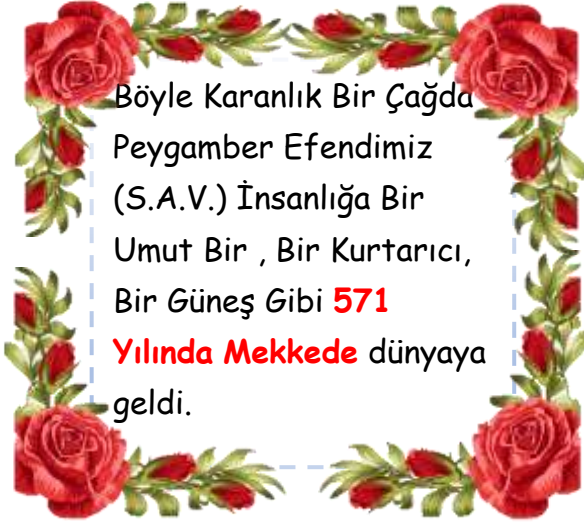 Böyle Karanlık Bir Çağda
Peygamber Efendimiz
(S.A.V.) İnsanlığa Bir
Umut Bir , Bir Kurtarıcı,
Bir Güneş Gibi 571
Yılında Mekkede dünyaya
geldi.